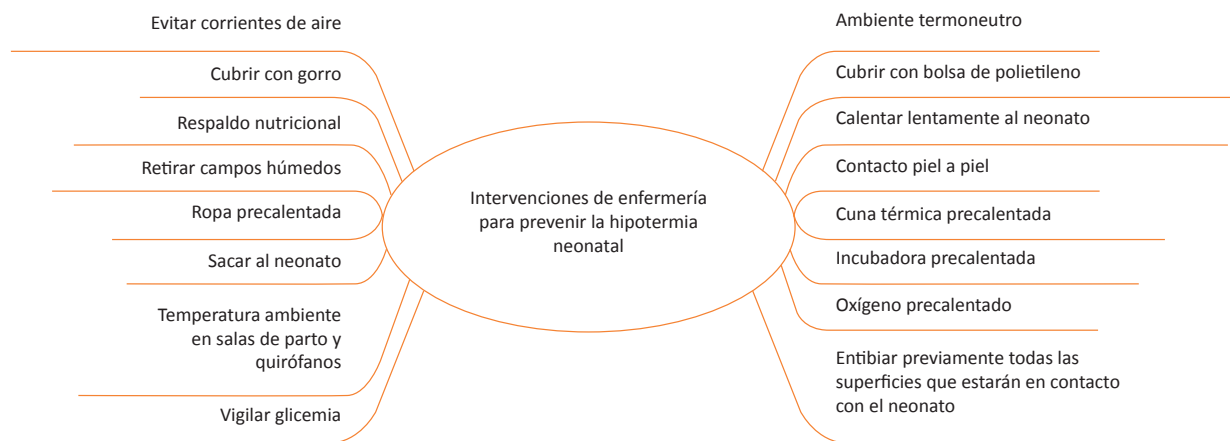 Evitar corrientes de aire
Cubrir con gorro
Respaldo nutricional
Retirar campos húmedos
Ropa precalentada
Sacar al neonato
Temperatura ambiente
en salas de parto y
quirófanos
Vigilar glicemia
Intervenciones de enfermería
para prevenir la hipotermia
neonatal
Ambiente termoneutro
Cubrir con bolsa de polietileno
Calentar lentamente al neonato
Contacto piel a piel
Cuna térmica precalentada
Incubadora precalentada
Oxígeno precalentado
Entibiar previamente todas las
superficies que estarán en contacto
con el neonato